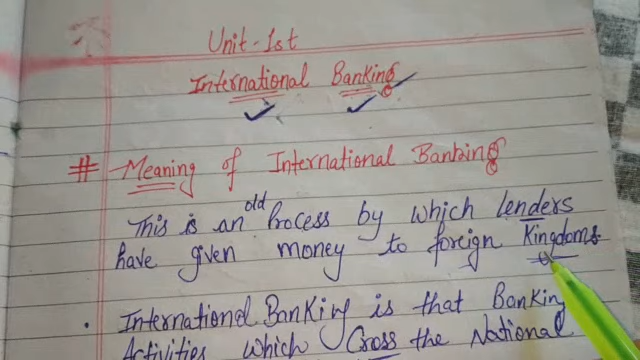 Unit-1st
International Banking
# Meaning of International Banking
This is an old Process by which lenders
have given money to foreign Kingdoms
• International Banking is that Banking
Activities which Cross the National